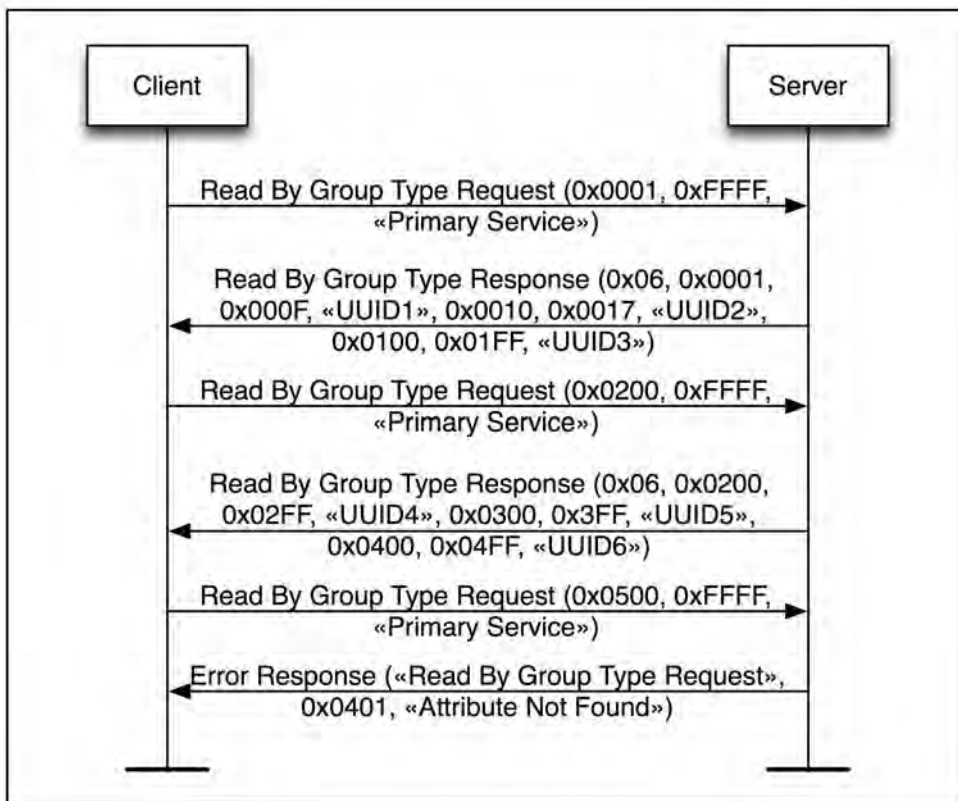 Client
Server
Read By Group Type Request (0x0001, 0xFFFF,
«Primary Service»)
Read By Group Type Response (0x06, 0x0001,
0x000F, «UUID1», 0x0010, 0x0017, «UUID2»,
0x0100, 0x01FF, «UUID3»)
Read By Group Type Request (0x0200, 0xFFFF,
«Primary Service»)
Read By Group Type Response (0x06, 0x0200,
0x02FF, «UUID4», 0x0300, 0x3FF, «UUID5»,
0x0400, 0x04FF, «UUID6»)
Read By Group Type Request (0x0500, 0xFFFF,
«Primary Service»)
Error Response («Read By Group Type Request»,
0x0401, «Attribute Not Found»)